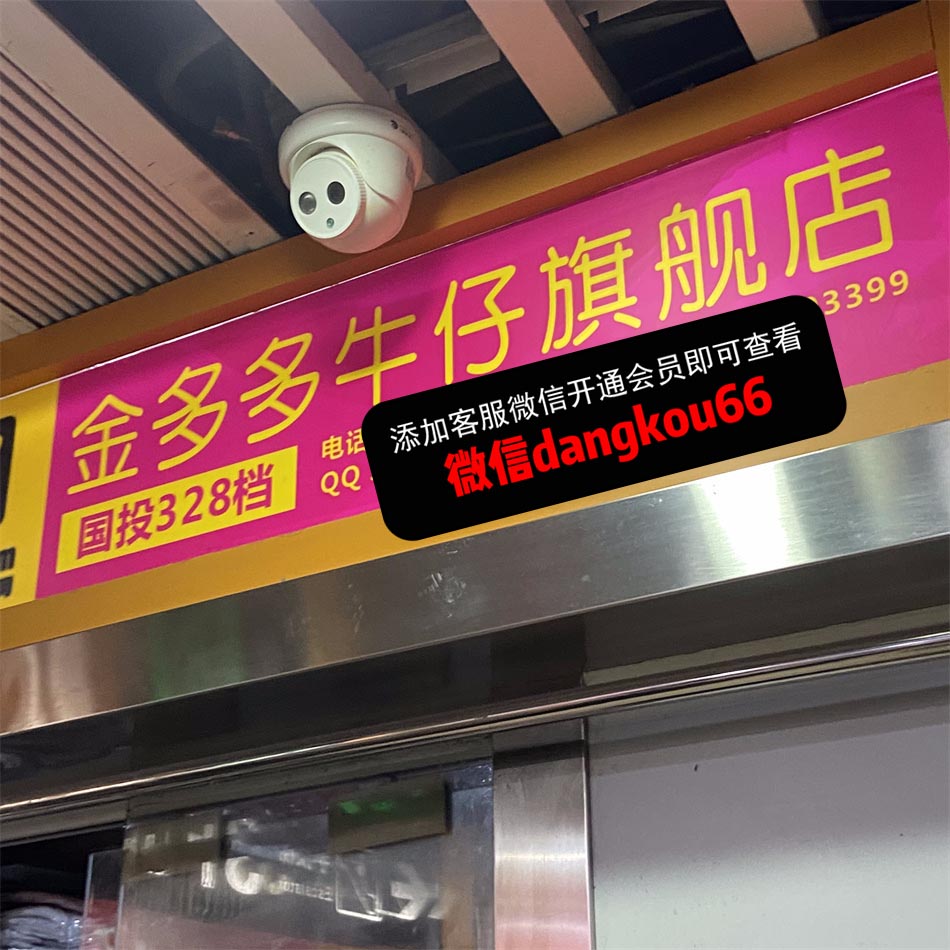 金多多牛仔旗舰店
国投328档
电话
QQ
3399
添加客服微信开通会员即可查看
微信dangkou66